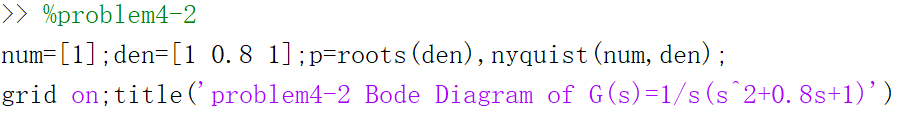 >> %problem4-2
num=[1];den=[1 0.8 1];p=roots(den),nyquist(num,den);
grid on;title('problem4-2 Bode Diagram of G(s)=1/s(s^2+0.8s+1)')